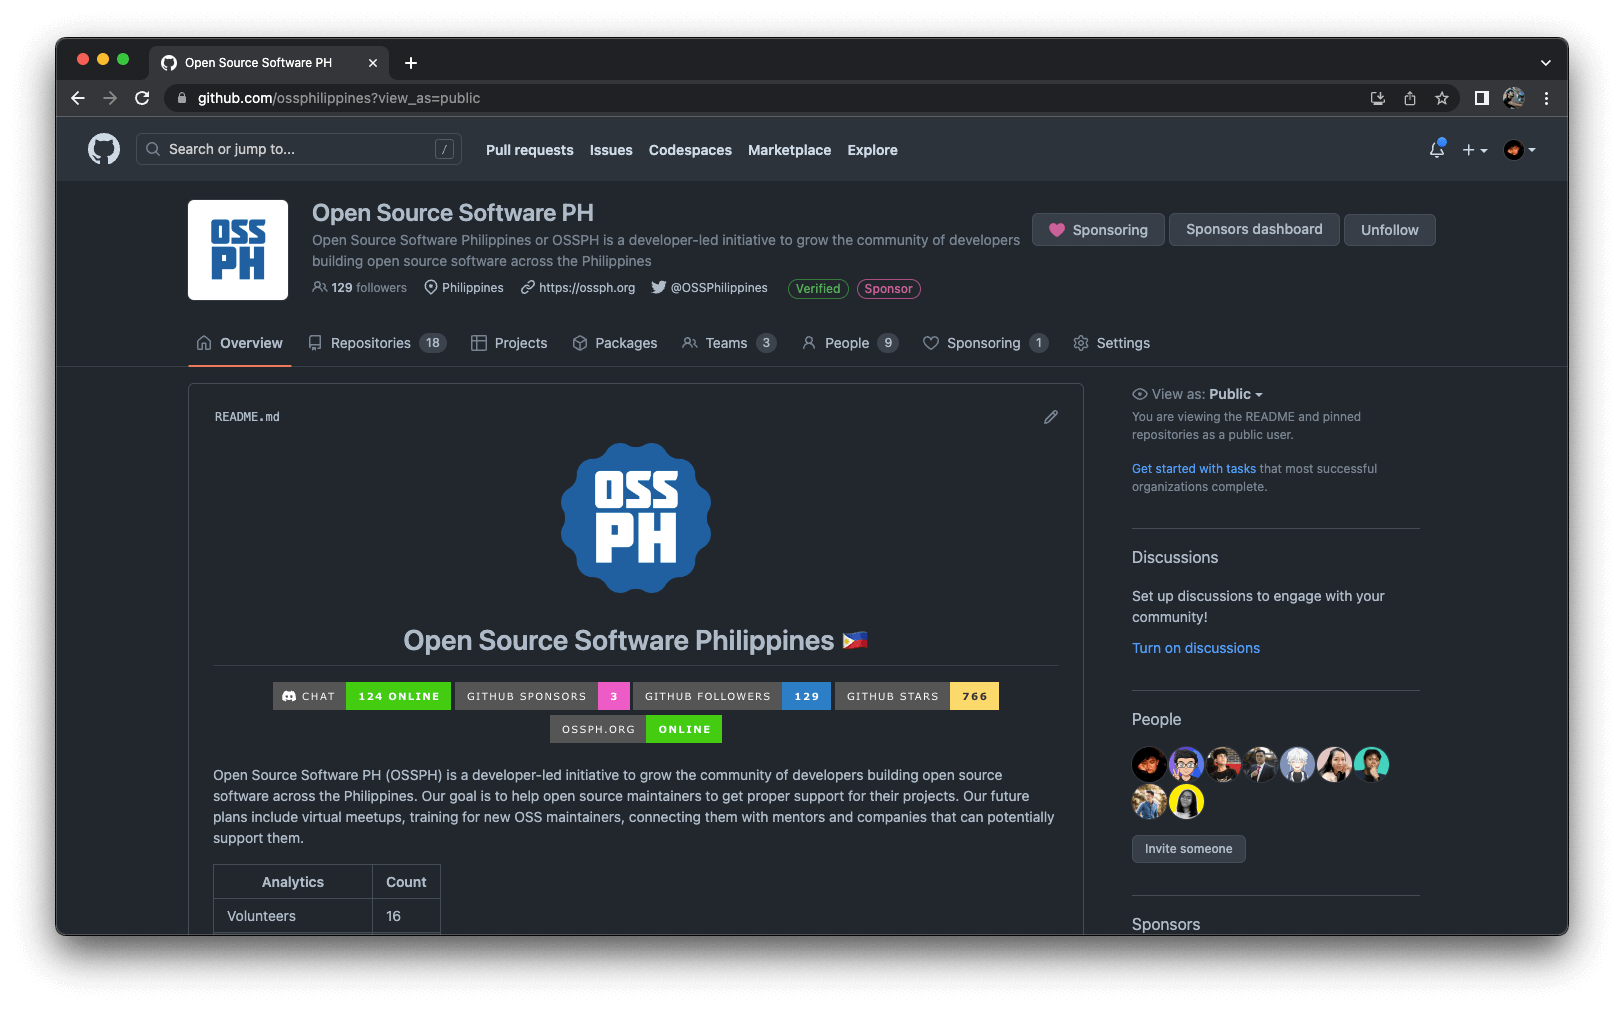 Open Source Software PH
github.com/ossphilippines?view_as=public
Search or jump to... /
Pull requests Issues Codespaces Marketplace Explore
OSS
PH
Open Source Software PH
Open Source Software Philippines or OSSPH is a developer-led initiative to grow the community of developers
building open source software across the Philippines
129 followers Philippines https://ossph.org @OSSPhilippines Verified Sponsor
Sponsoring Sponsors dashboard Unfollow
Overview Repositories 18 Projects Packages Teams 3 People 9 Sponsoring 1 Settings
README.md
OSS
PH
Open Source Software Philippines 🇵🇭
CHAT 124 ONLINE GITHUB SPONSORS 3 GITHUB FOLLOWERS 129 GITHUB STARS 766
OSSPH.ORG ONLINE
Open Source Software PH (OSSPH) is a developer-led initiative to grow the community of developers building open source
software across the Philippines. Our goal is to help open source maintainers to get proper support for their projects. Our future
plans include virtual meetups, training for new OSS maintainers, connecting them with mentors and companies that can potentially
support them.
Analytics Count
Volunteers 16
View as: Public
You are viewing the README and pinned
repositories as a public user.
Get started with tasks that most successful
organizations complete.
Discussions
Set up discussions to engage with your
community!
Turn on discussions
People
Invite someone
Sponsors